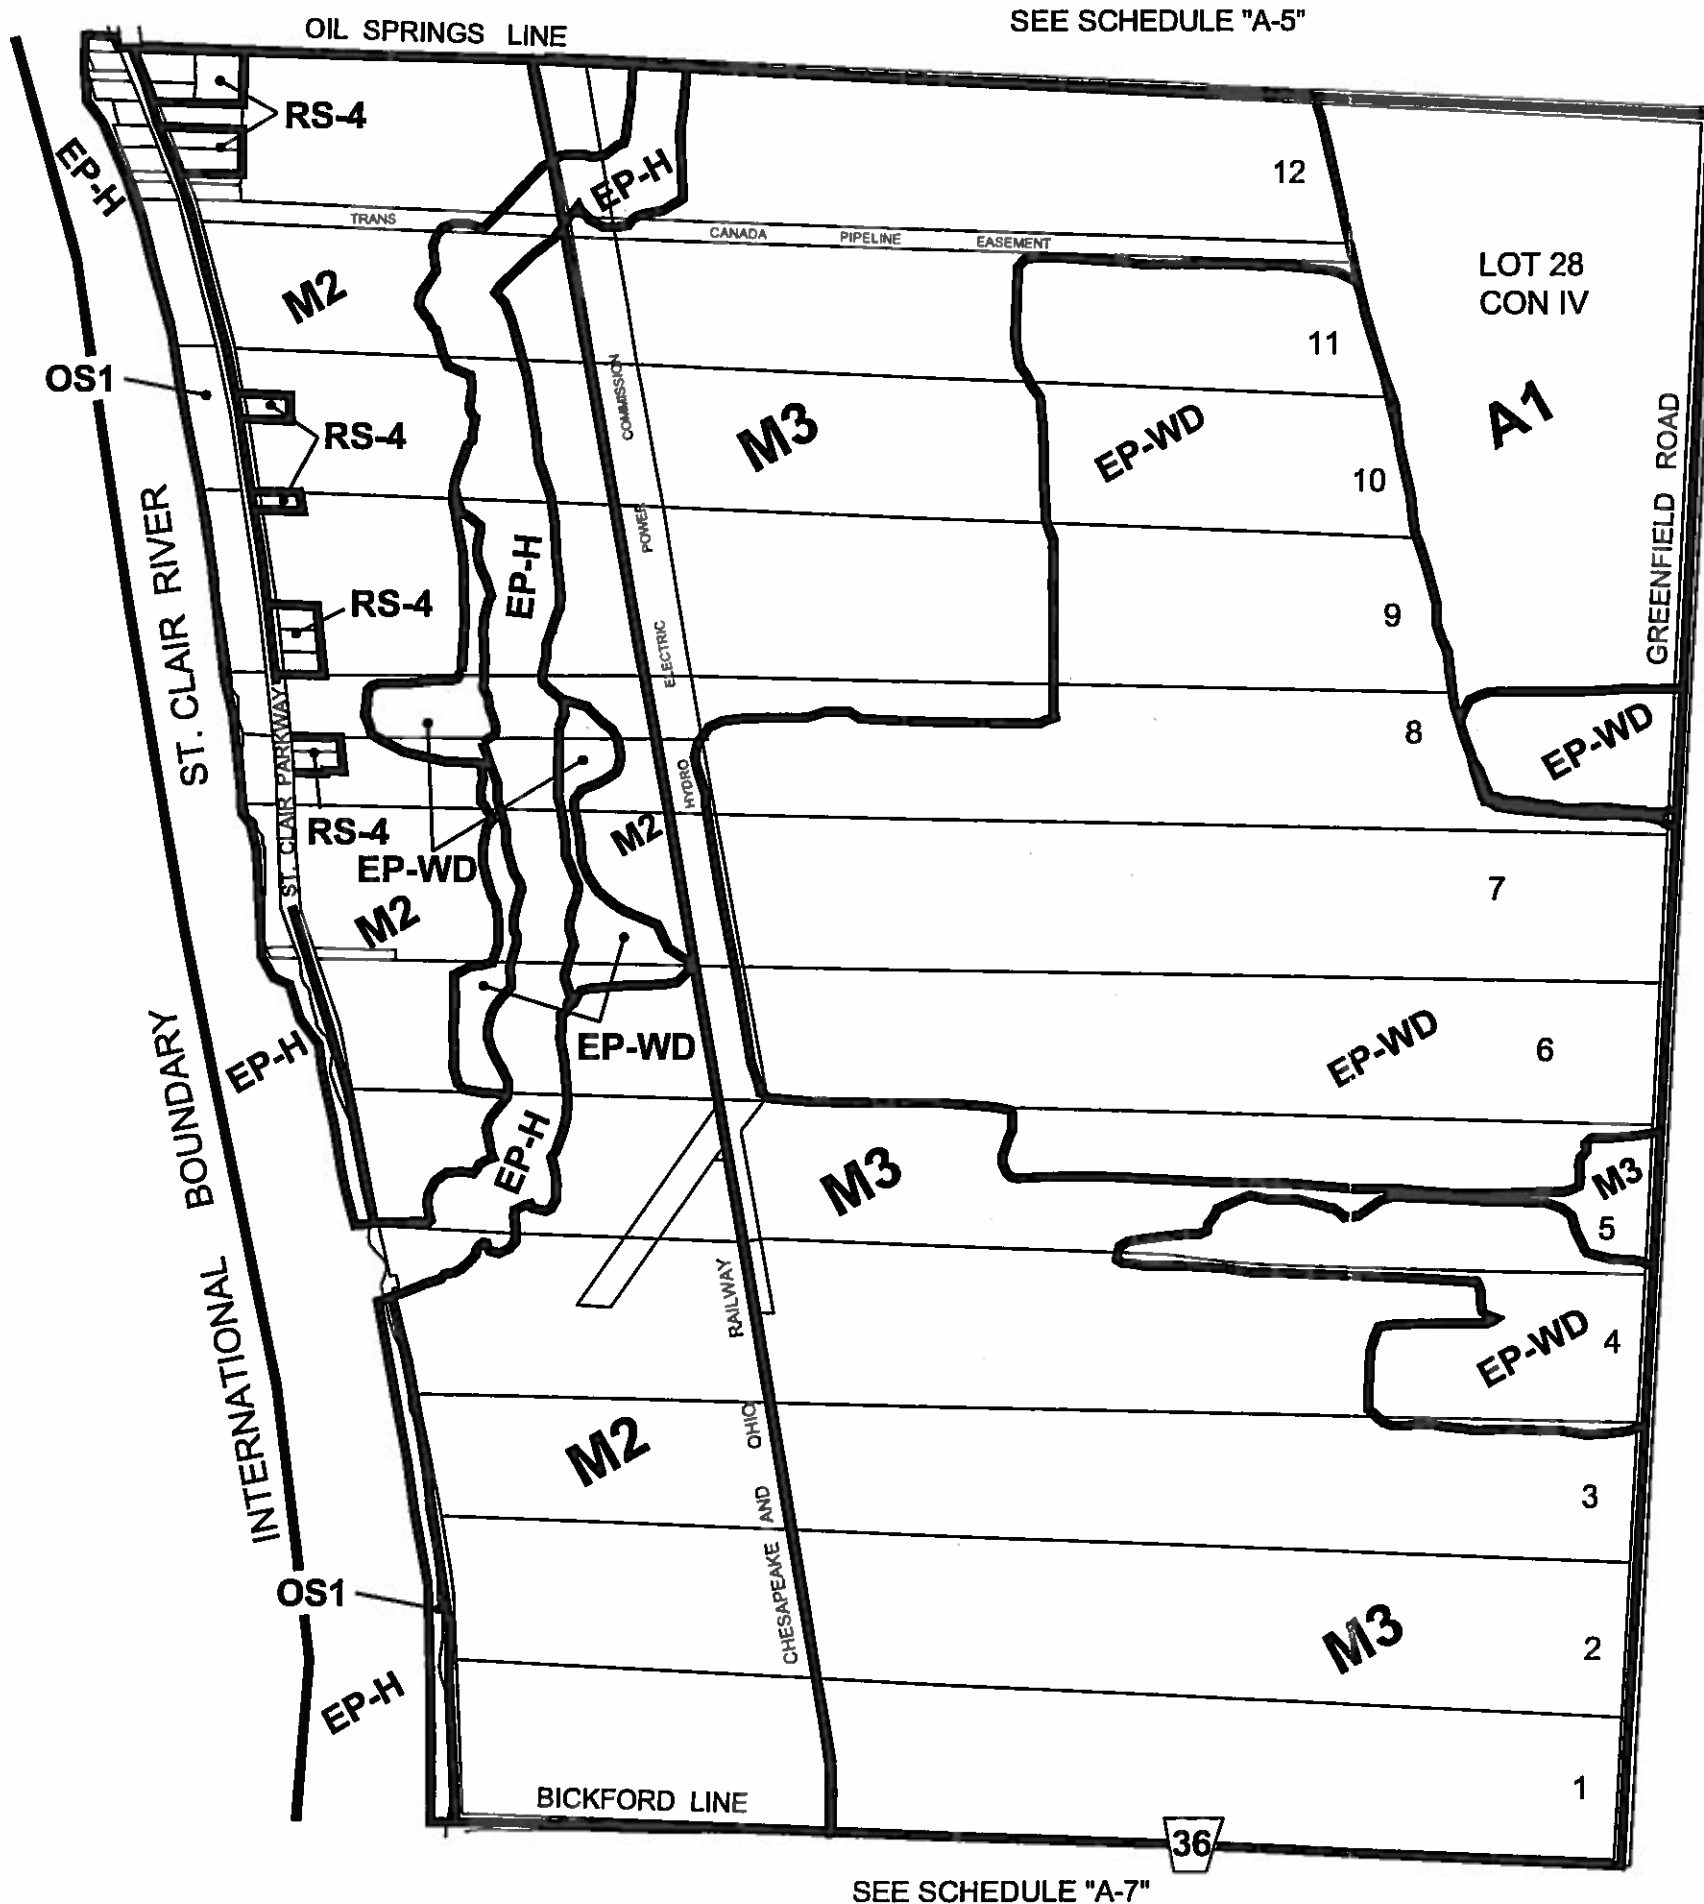 SEE SCHEDULE "A-5"
OIL SPRINGS LINE
RS-4
EP-H
EP-H
12
TRANS
CANADA
PIPELINE
EASEMENT
LOT 28
CON IV
M2
11
OS1
COMMISSION
RS-4
M3
EP-WD
A1
10
GREENFIELD ROAD
ST. CLAIR RIVER
POWER
EP-H
RS-4
9
ELECTRIC
ST. CLAIR PARKWAY
8
EP-WD
HYDRO
RS-4
M2
EP-WD
7
M2
EP-WD
EP-WD
6
EP-H
INTERNATIONAL BOUNDARY
EP-H
M3
M3
5
RAILWAY
EP-WD
4
M2
OHIO
3
AND
CHESAPEAKE
OS1
M3
2
EP-H
1
BICKFORD LINE
36
SEE SCHEDULE "A-7"